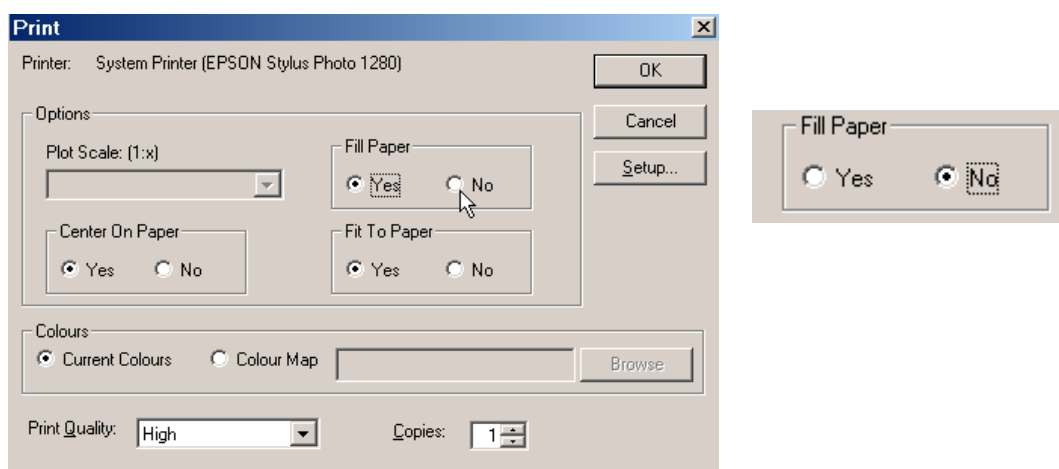 Print
Printer: System Printer (EPSON Stylus Photo 1280)
OK
Options
Cancel
Plot Scale: (1:x)
Fill Paper
Yes No
Setup...
Center On Paper
Yes No
Fit To Paper
Yes No
Colours
Current Colours Colour Map
Browse
Print Quality: High
Copies: 1
Fill Paper
Yes No